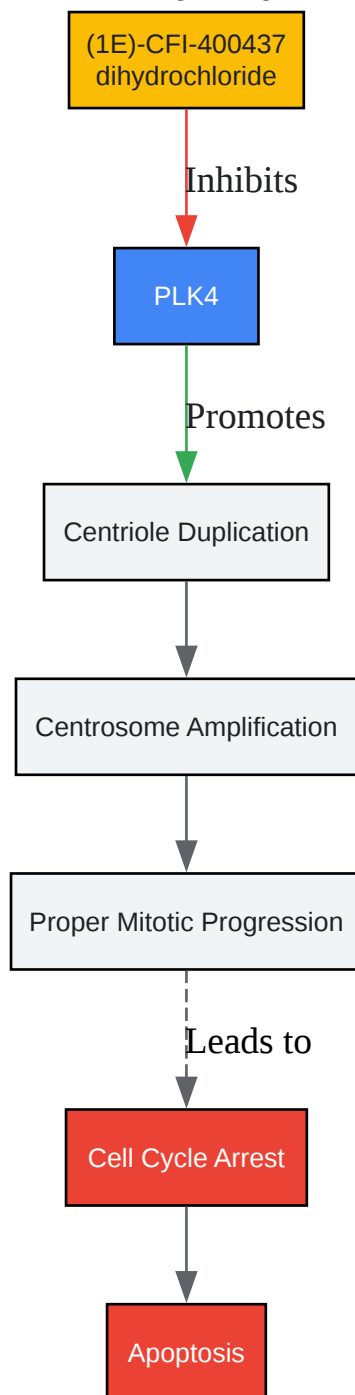 (1E)-CFI-400437
dihydrochloride
Inhibits
PLK4
Promotes
Centriole Duplication
Centrosome Amplification
Proper Mitotic Progression
Leads to
Cell Cycle Arrest
Apoptosis